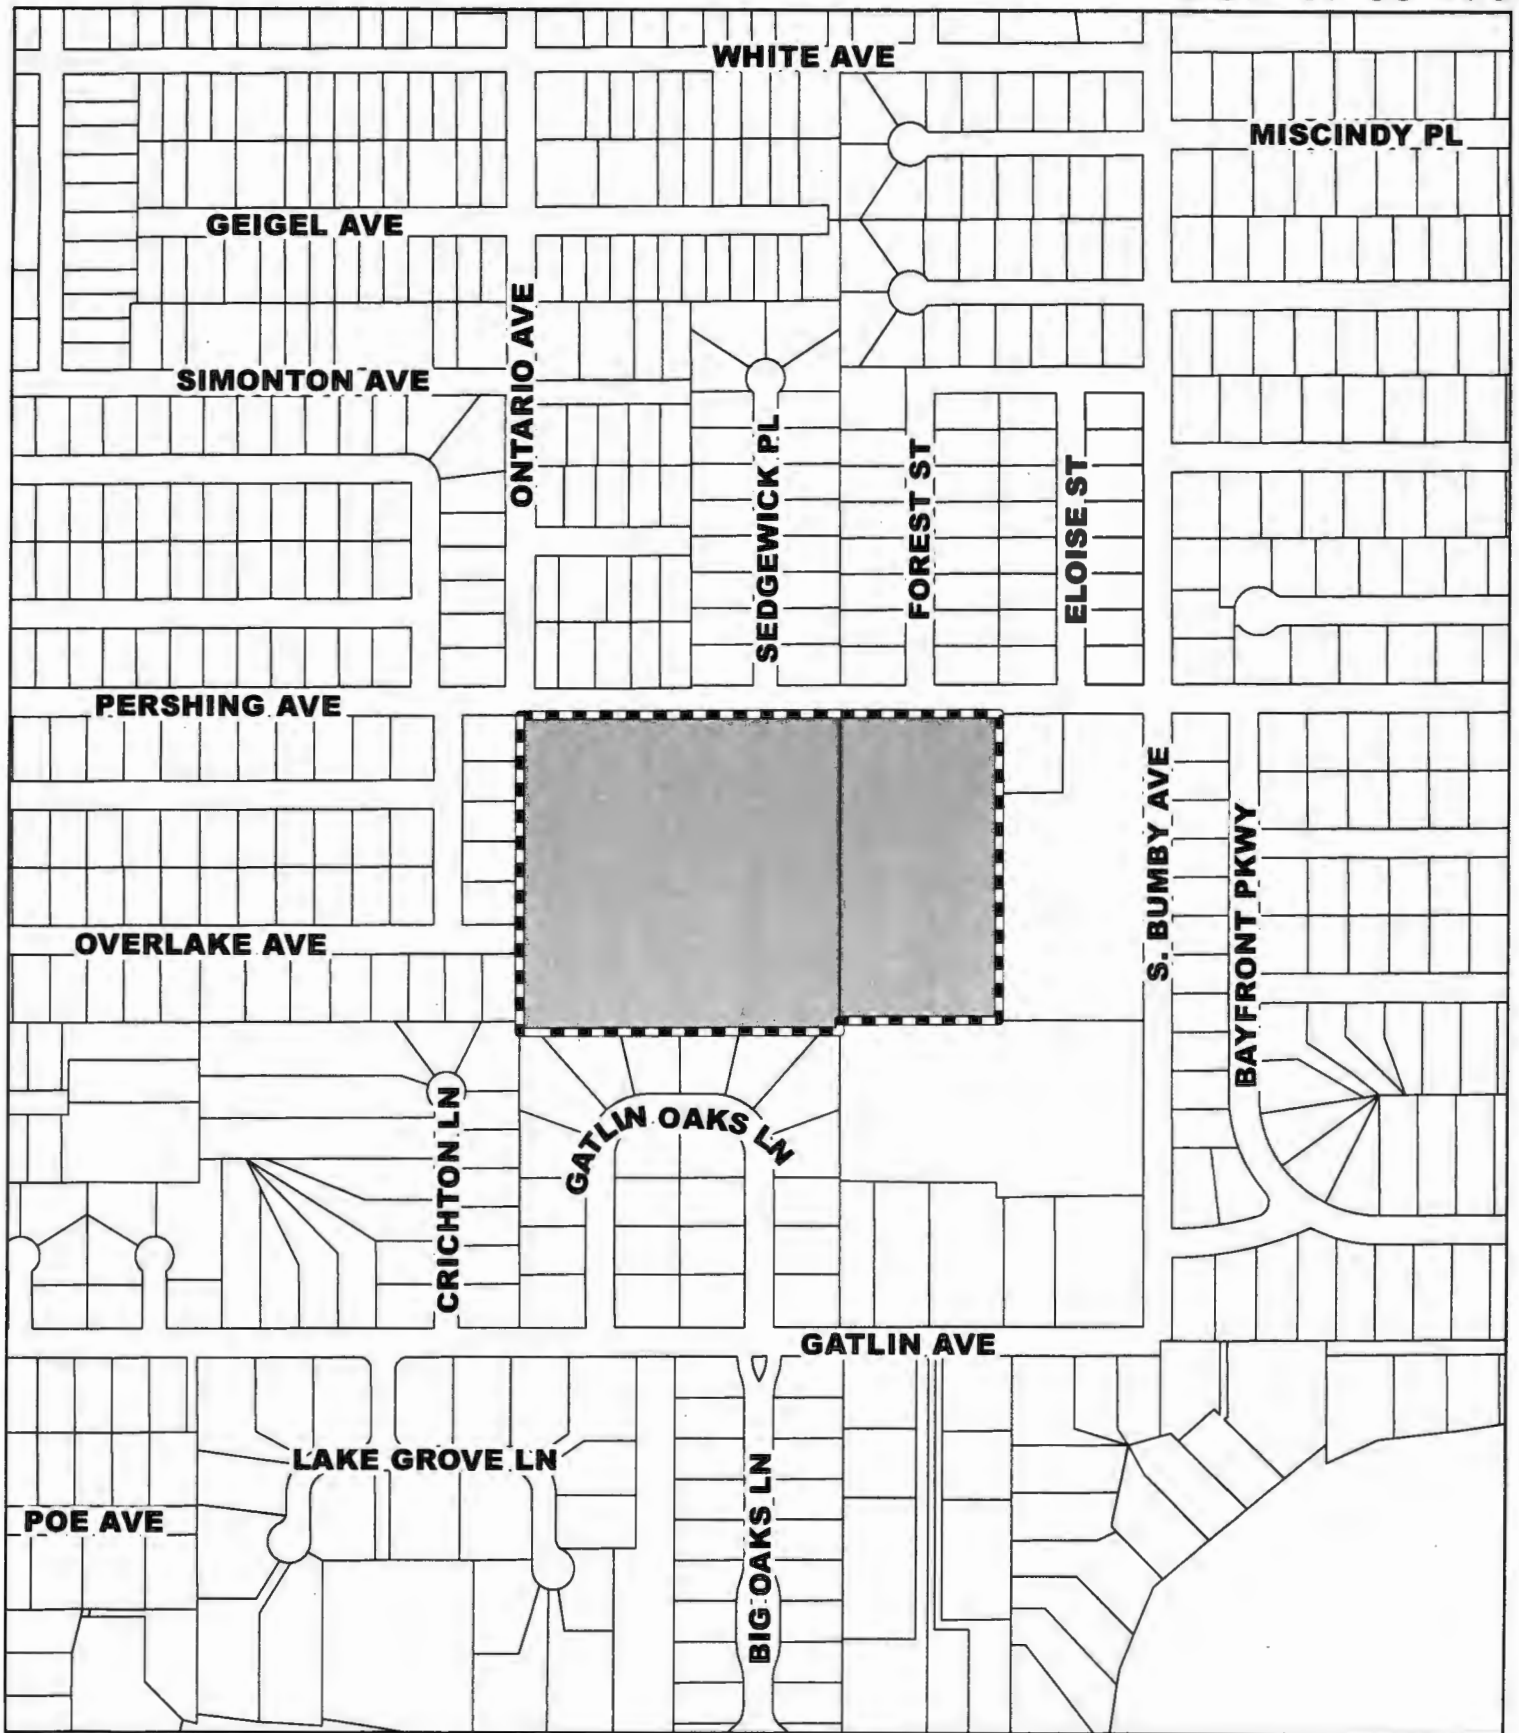 WHITE AVE
MISCINDY PL
GEIGEL AVE
ONTARIO AVE
SIMONTON AVE
SEDGEWICK PL
FOREST ST
ELOISE ST
PERSHING AVE
S. BUMBY AVE
BAYFRONT PKWY
OVERLAKE AVE
CRICHTON LN
GATLIN OAKS LN
GATLIN AVE
LAKE GROVE LN
BIG OAKS LN
POE AVE